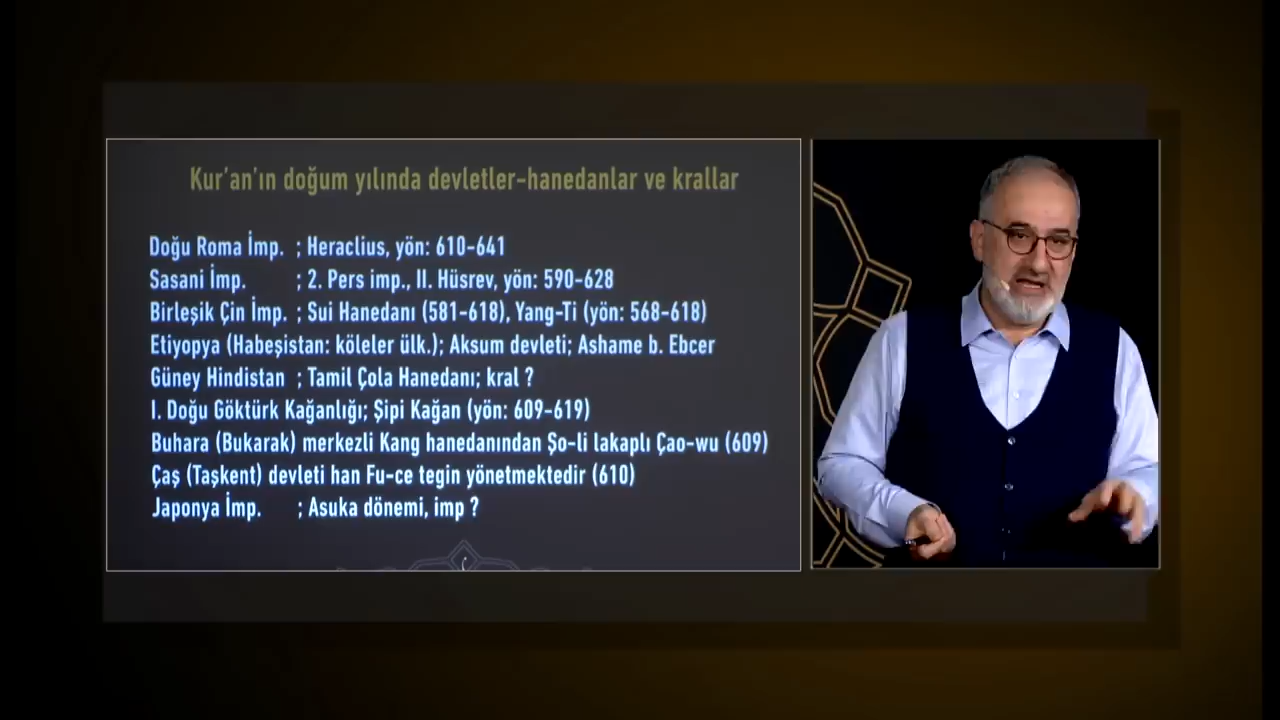 Kur'an'ın doğum yılında devletler-hanedanlar ve krallar
Doğu Roma İmp. ; Heraclius, yön: 610-641
Sasani İmp. ; 2. Pers imp., II. Hüsrev, yön: 590-628
Birleşik Çin İmp. ; Sui Hanedanı (581-618), Yang-Ti (yön: 568-618)
Etiyopya (Habeşistan: köleler ülk.); Aksum devleti; Ashame b. Ebcer
Güney Hindistan ; Tamil Çola Hanedanı; kral ?
I. Doğu Göktürk Kağanlığı; Şipi Kağan (yön: 609-619)
Buhara (Bukarak) merkezli Kang hanedanından Şo-li lakaplı Çao-wu (609)
Çaş (Taşkent) devleti han Fu-ce tegin yönetmektedir (610)
Japonya İmp. ; Asuka dönemi, imp ?